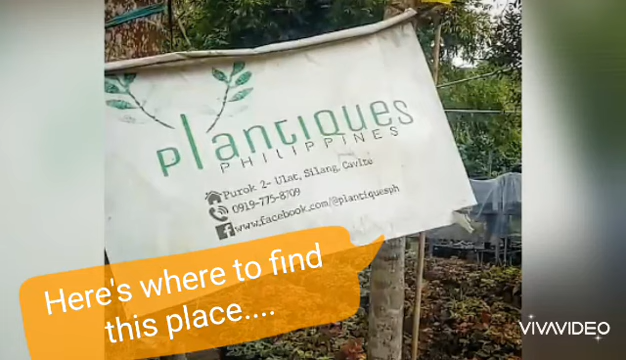 plantiques
PHILIPPINES
Purok 2- Ulat, Silang, Cavite
0919-775-8709
www.facebook.com/@plantiquesph
Here's where to find
this place....
VIVAVIDEO